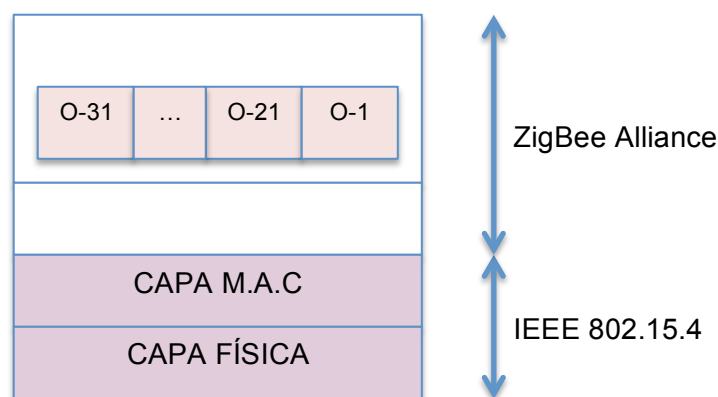 O-31 … O-21 O-1
ZigBee Alliance
CAPA M.A.C
IEEE 802.15.4
CAPA FÍSICA